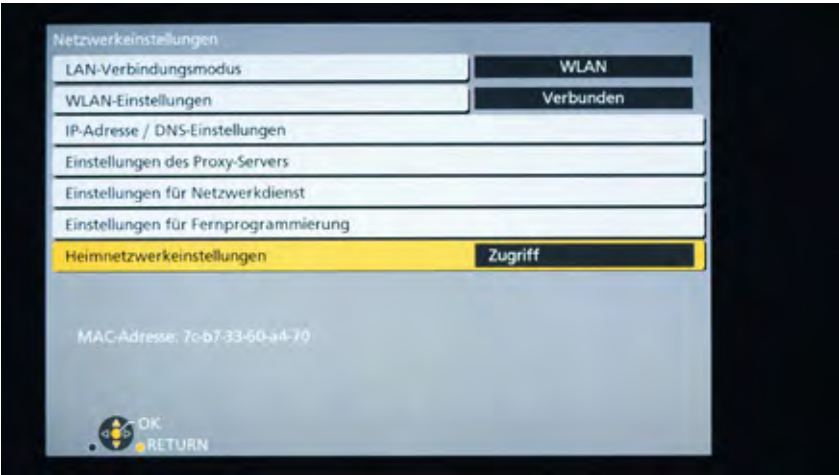 Netzwerkeinstellungen
LAN-Verbindungsmodus WLAN
WLAN-Einstellungen Verbunden
IP-Adresse / DNS-Einstellungen
Einstellungen des Proxy-Servers
Einstellungen für Netzwerkdienst
Einstellungen für Fernprogrammierung
Heimnetzwerkeinstellungen Zugriff
MAC-Adresse: 7c-b7-33-60-a4-70
OK
RETURN